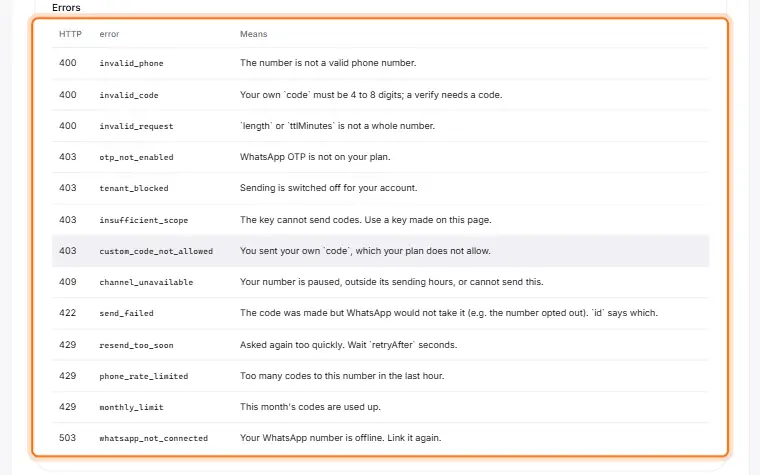 Errors
HTTP error Means
400 invalid_phone The number is not a valid phone number.
400 invalid_code Your own `code` must be 4 to 8 digits; a verify needs a code.
400 invalid_request `length` or `ttlMinutes` is not a whole number.
403 otp_not_enabled WhatsApp OTP is not on your plan.
403 tenant_blocked Sending is switched off for your account.
403 insufficient_scope The key cannot send codes. Use a key made on this page.
403 custom_code_not_allowed You sent your own `code`, which your plan does not allow.
409 channel_unavailable Your number is paused, outside its sending hours, or cannot send this.
422 send_failed The code was made but WhatsApp would not take it (e.g. the number opted out). `id` says which.
429 resend_too_soon Asked again too quickly. Wait `retryAfter` seconds.
429 phone_rate_limited Too many codes to this number in the last hour.
429 monthly_limit This month's codes are used up.
503 whatsapp_not_connected Your WhatsApp number is offline. Link it again.